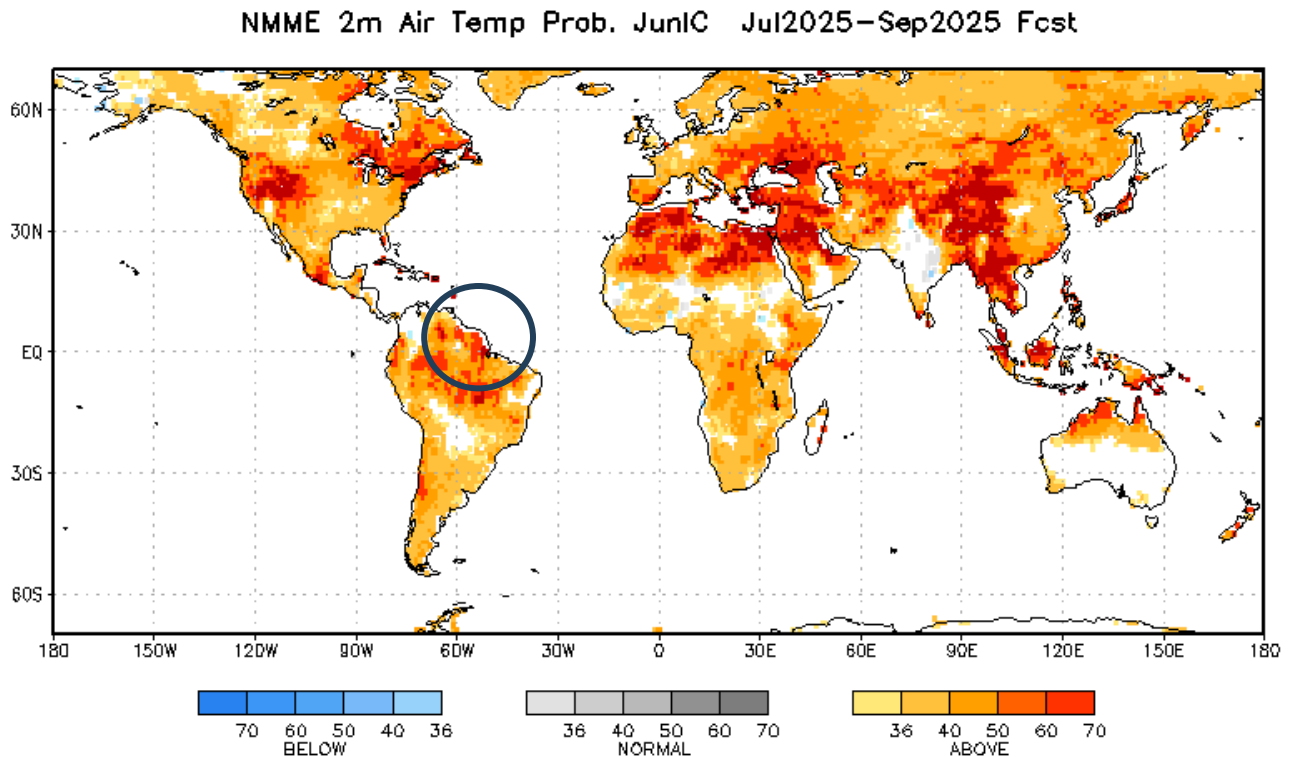 NMME 2m Air Temp Prob. JunIC Jul2025-Sep2025 Fcst
60N
30N
EQ
30S
60S
180 150W 120W 90W 60W 30W 0 30E 60E 90E 120E 150E 180
70 60 50 40 36 36 40 50 60 70 36 40 50 60 70
BELOW NORMAL ABOVE